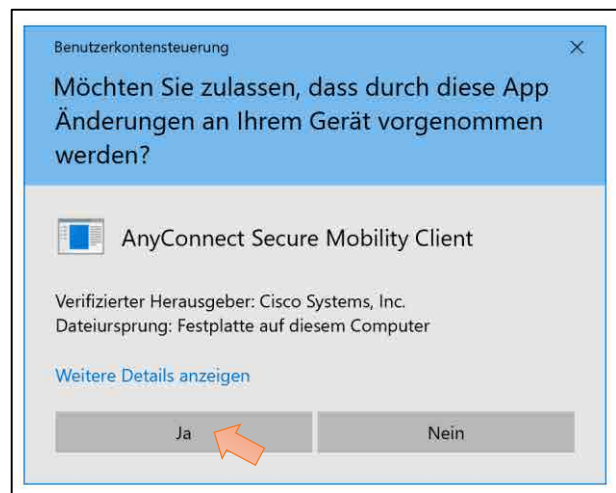 Benutzerkontensteuerung
Möchten Sie zulassen, dass durch diese App
Änderungen an Ihrem Gerät vorgenommen
werden?
AnyConnect Secure Mobility Client
Verifizierter Herausgeber: Cisco Systems, Inc.
Dateiursprung: Festplatte auf diesem Computer
Weitere Details anzeigen
Ja
Nein